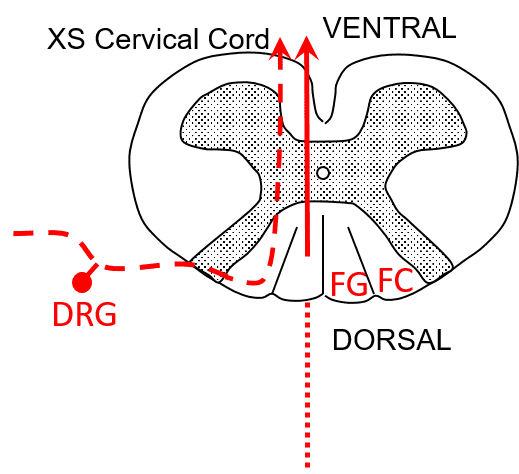 XS Cervical Cord
VENTRAL
FG
FC
DRG
DORSAL